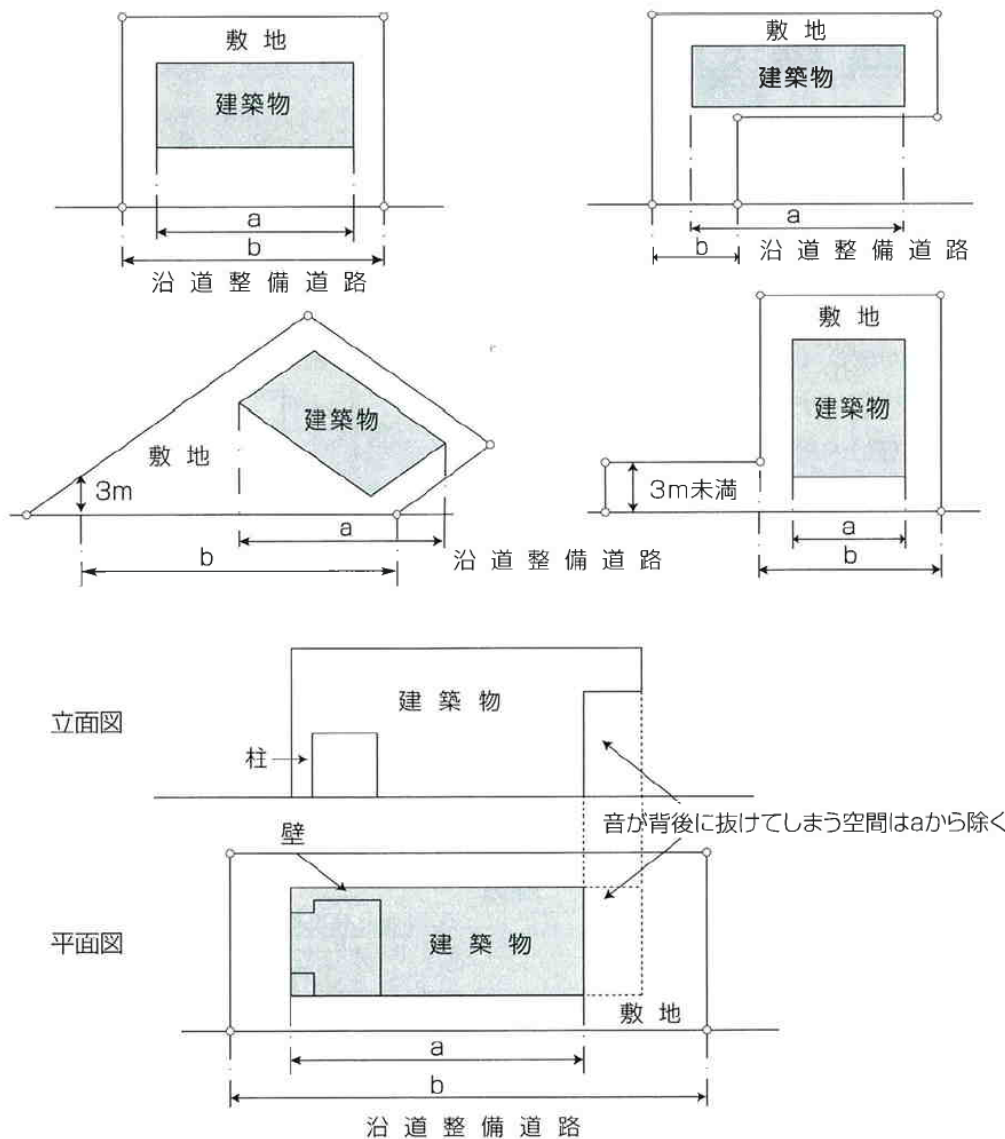 敷 地
建築物
a
b
沿 道 整 備 道 路
敷 地
建築物
a
b
沿 道 整 備 道 路
建築物
敷 地
3m
a
b
沿 道 整 備 道 路
敷 地
建築物
3m未満
a
b
立面図
建 築 物
柱
音が背後に抜けてしまう空間はaから除く
壁
平面図
建 築 物
敷 地
a
b
沿 道 整 備 道 路